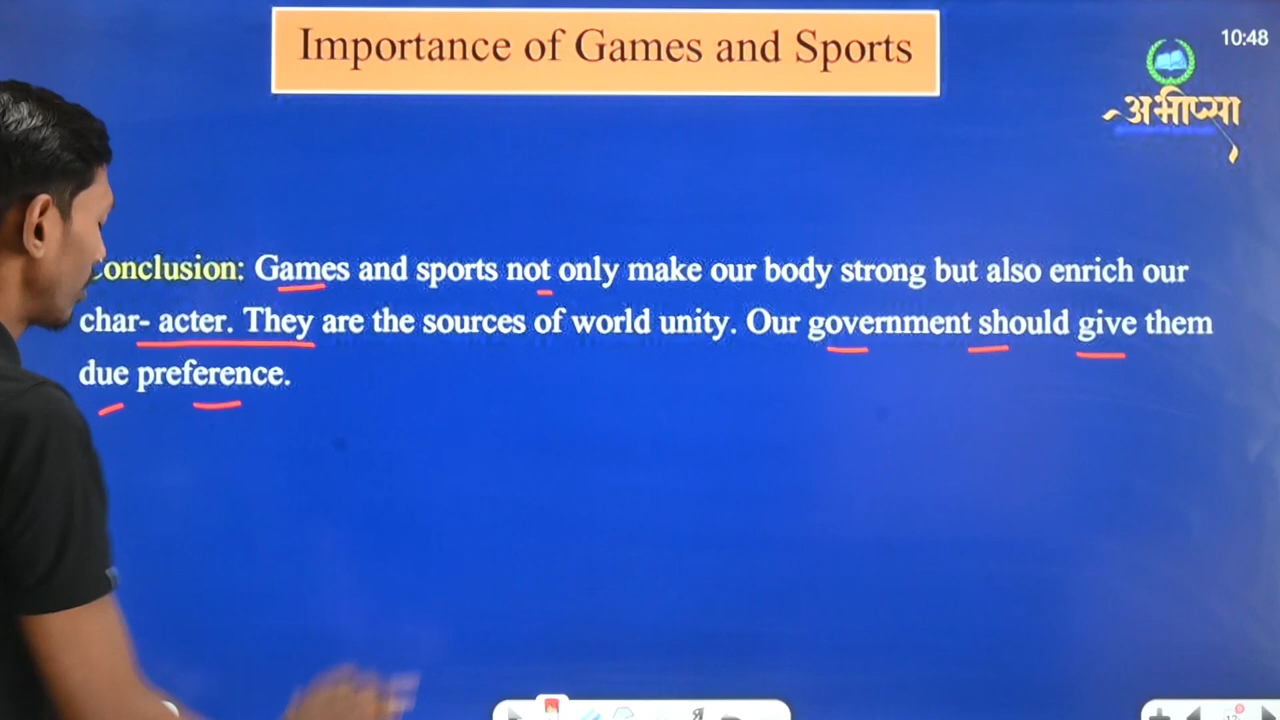 Importance of Games and Sports
10:48
अभीप्सा
Conclusion: Games and sports not only make our body strong but also enrich our
char- acter. They are the sources of world unity. Our government should give them
due preference.